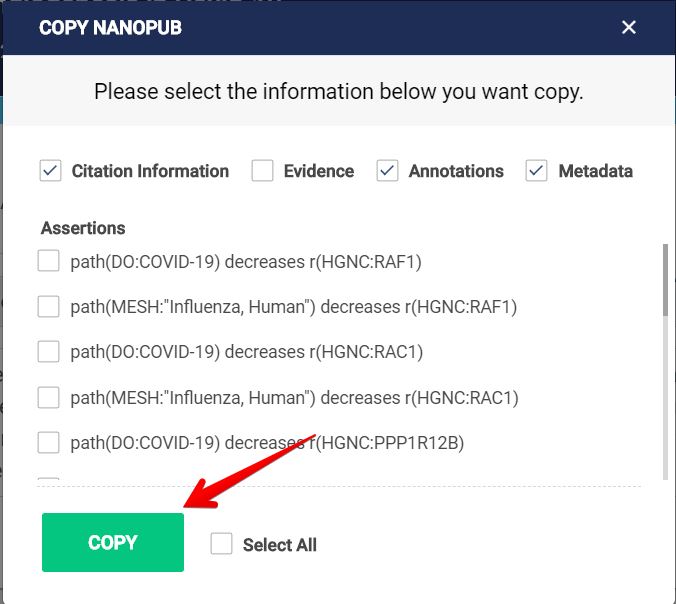 COPY NANOPUB
Please select the information below you want copy.
Citation Information Evidence Annotations Metadata
Assertions
path(DO:COVID-19) decreases r(HGNC:RAF1)
path(MESH:"Influenza, Human") decreases r(HGNC:RAF1)
path(DO:COVID-19) decreases r(HGNC:RAC1)
path(MESH:"Influenza, Human") decreases r(HGNC:RAC1)
path(DO:COVID-19) decreases r(HGNC:PPP1R12B)
COPY Select All